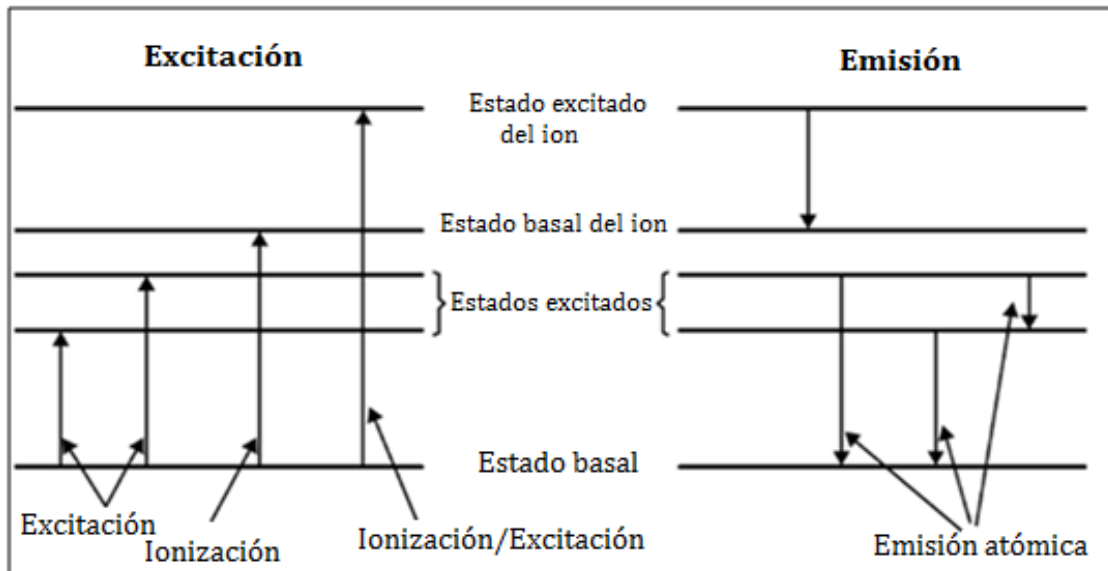 Excitación
Emisión
Estado excitado
del ion
Estado basal del ion
Estados excitados
Estado basal
Excitación
Ionización
Ionización/Excitación
Emisión atómica